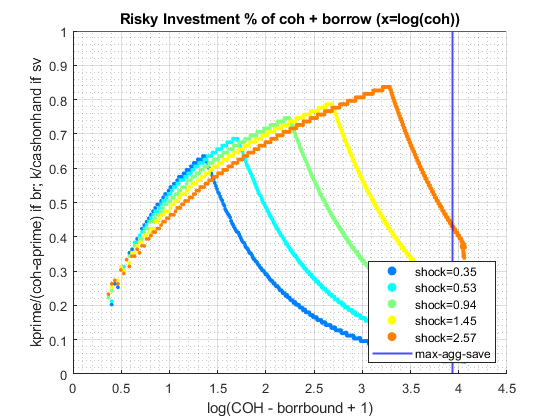 Risky Investment % of coh + borrow (x=log(coh))
kprime/(coh-aprime) if br; k/cashonhand if sv
1
0.9
0.8
0.7
0.6
0.5
0.4
0.3
0.2
0.1
0
0 0.5 1 1.5 2 2.5 3 3.5 4 4.5
log(COH - borrbound + 1)
shock=0.35
shock=0.53
shock=0.94
shock=1.45
shock=2.57
max-agg-save